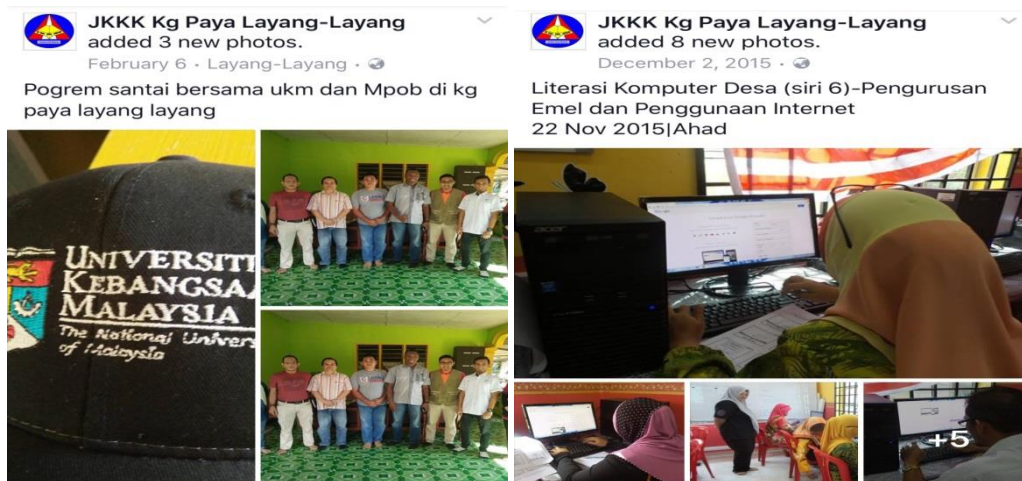 JKKK Kg Paya Layang-Layang
added 3 new photos.
February 6 · Layang-Layang ·
Pogrem santai bersama ukm dan Mpob di kg
paya layang layang
UNIVERSITI
KEBANGSA
MALAYSIA
The National Univers
of Malaysia
JKKK Kg Paya Layang-Layang
added 8 new photos.
December 2, 2015 ·
Literasi Komputer Desa (siri 6)-Pengurusan
Emel dan Penggunaan Internet
22 Nov 2015|Ahad
acer
+5